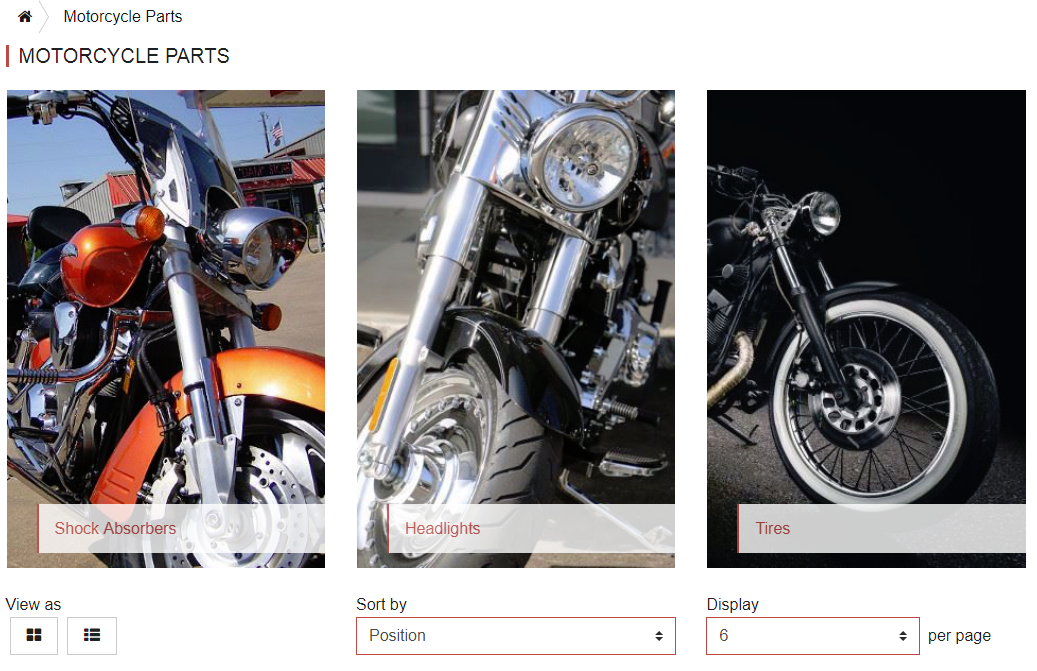 Motorcycle Parts
MOTORCYCLE PARTS
Shock Absorbers
Headlights
Tires
View as
Sort by
Display
Position
6
per page